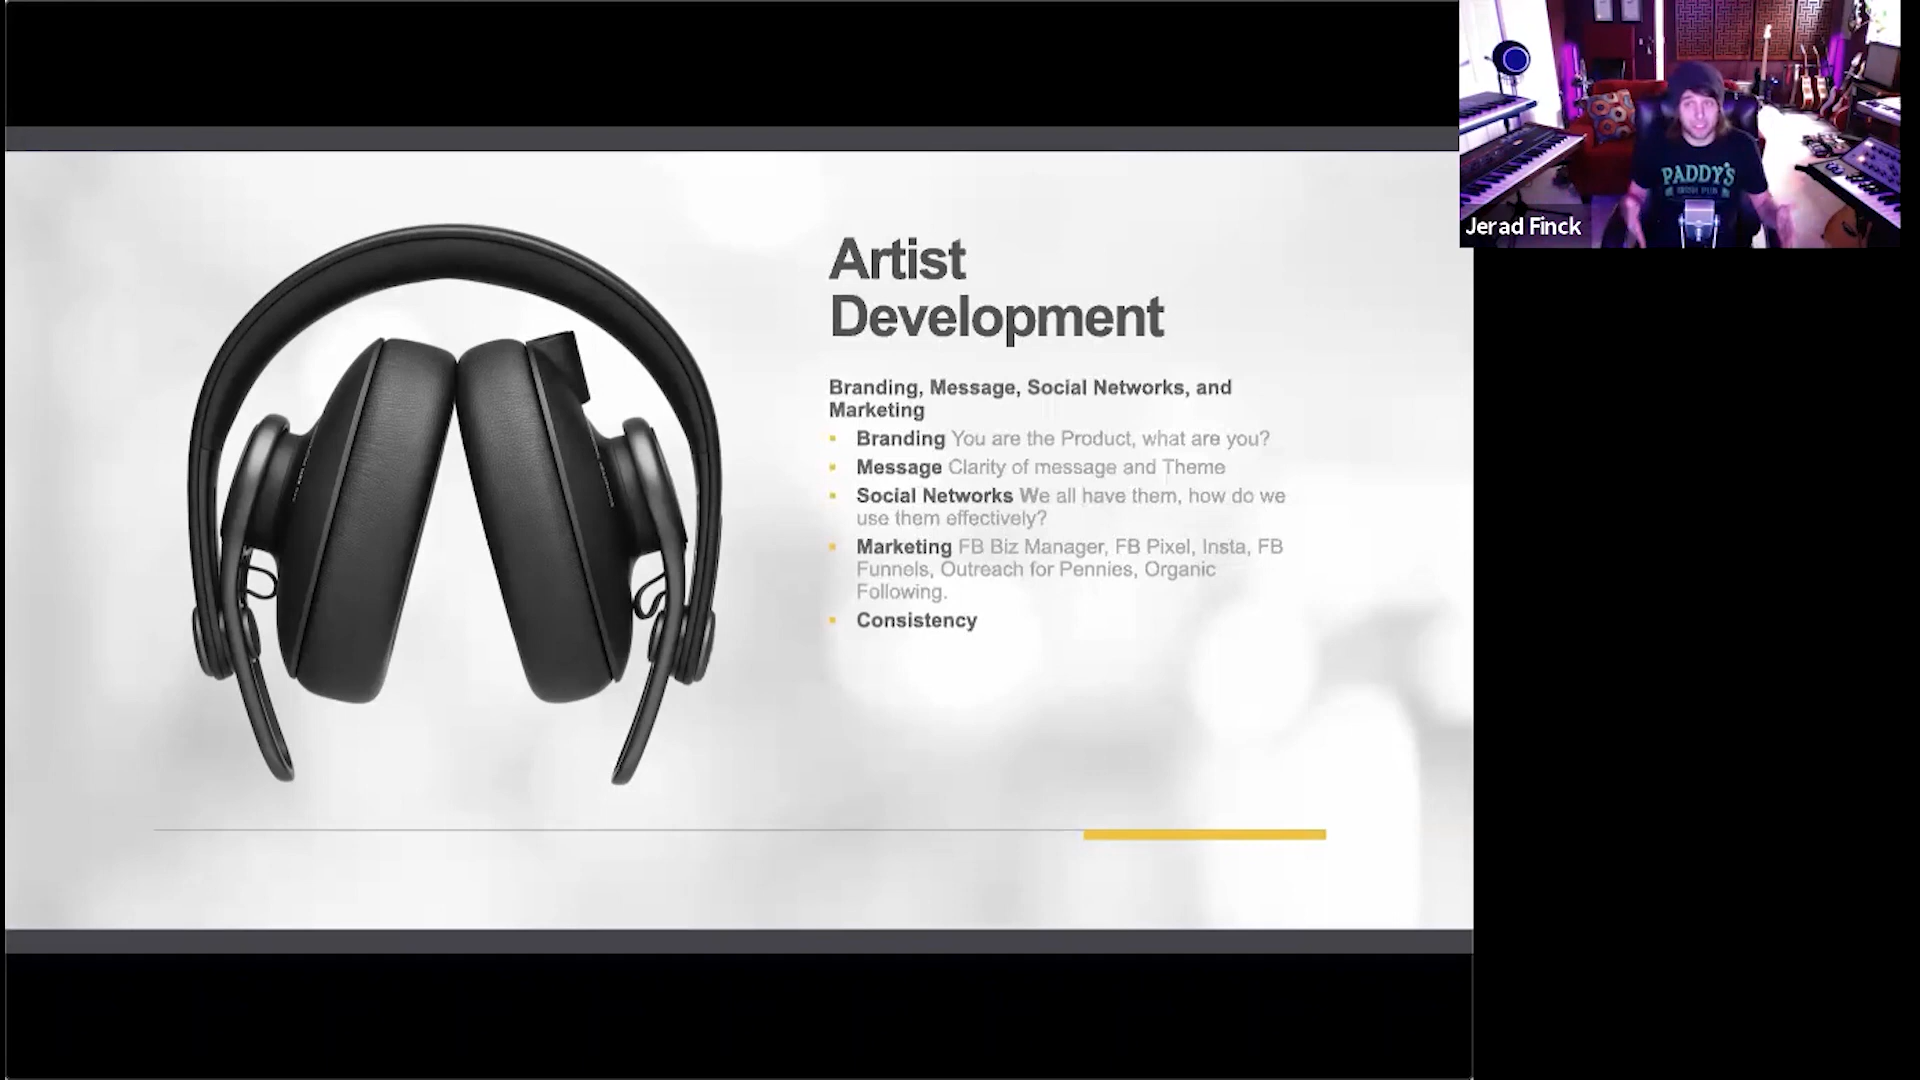 Artist
Development
Branding, Message, Social Networks, and
Marketing
Branding You are the Product, what are you?
Message Clarity of message and Theme
Social Networks We all have them, how do we
use them effectively?
Marketing FB Biz Manager, FB Pixel, Insta, FB
Funnels, Outreach for Pennies, Organic
Following.
Consistency
PADDY'S
IRISH PUB
Jerad Finck